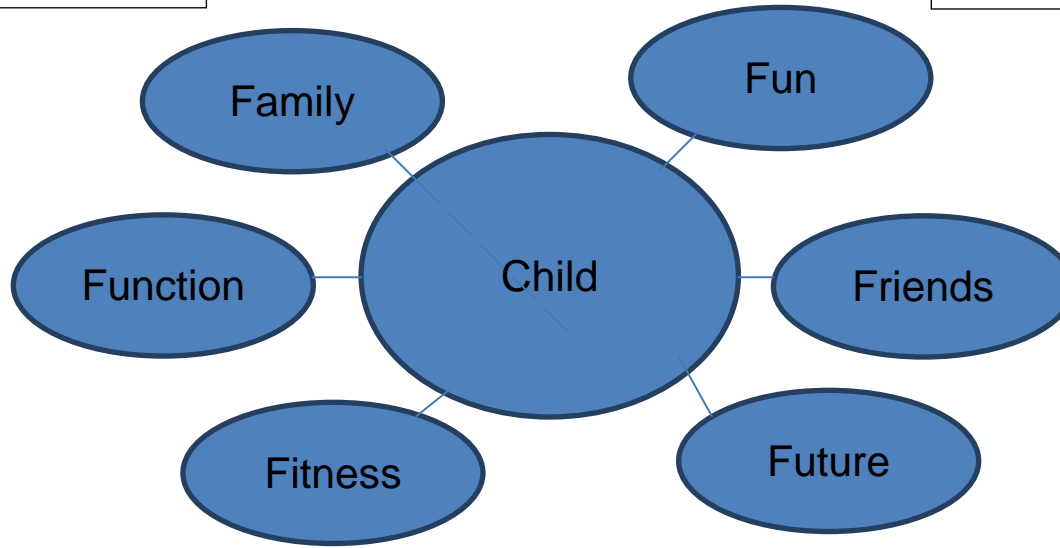 Family
Fun
Function
Child
Friends
Fitness
Future